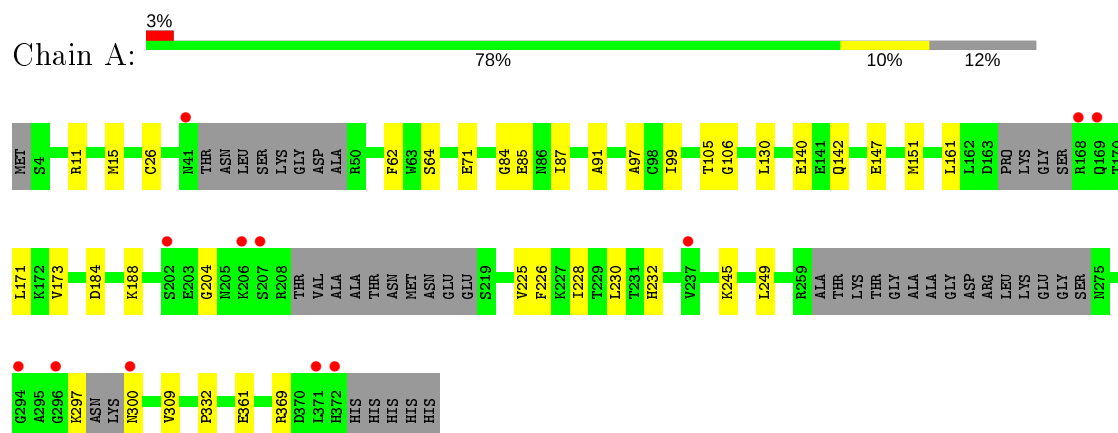 3%
Chain A:
78% 10% 12%
MET S4 R11 M15 C26 N41 THR ASN LEU SER LYS GLY ASP ALA R50 F62 W63 S64 E71 G84 E85 N86 I87 A91 A97 C98 I99 T105 G106 L130 E140 E141 Q142 E147 M151 L161 L162 D163 PRO LYS GLY SER R168 Q169 T170
L171 K172 V173 D184 K188 S202 E203 G204 N205 K206 S207 R208 THR VAL ALA ALA THR ASN MET ASN GLU GLU S219 V225 F226 K227 I228 T229 L230 T231 H232 V237 K245 L249 R259 ALA THR LYS THR GLY ALA ALA GLY ASP ARG LEU LYS GLU GLY SER N275
G294 A295 G296 K297 ASN LYS N300 V309 P332 E361 R369 D370 L371 H372 HIS HIS HIS HIS HIS